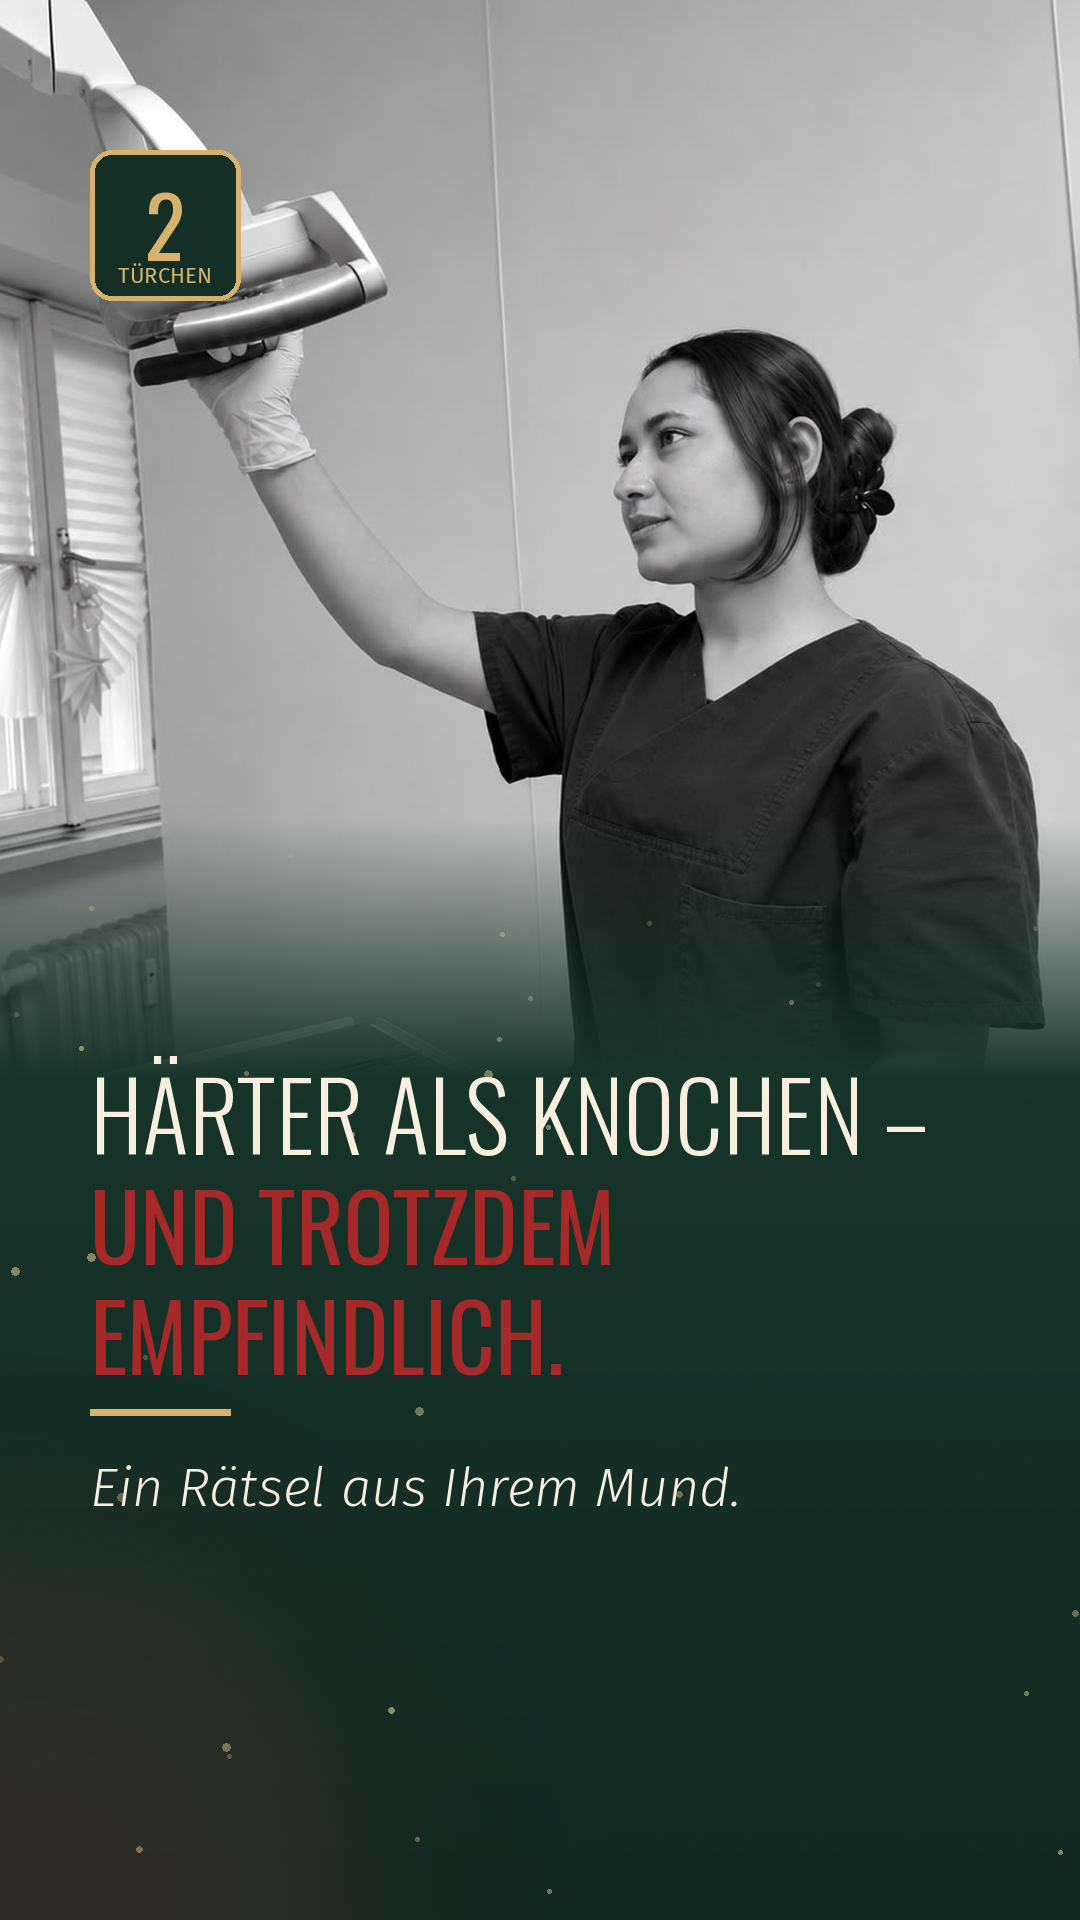 2
TÜRCHEN
HÄRTER ALS KNOCHEN –
UND TROTZDEM
EMPFINDLICH.
Ein Rätsel aus Ihrem Mund.